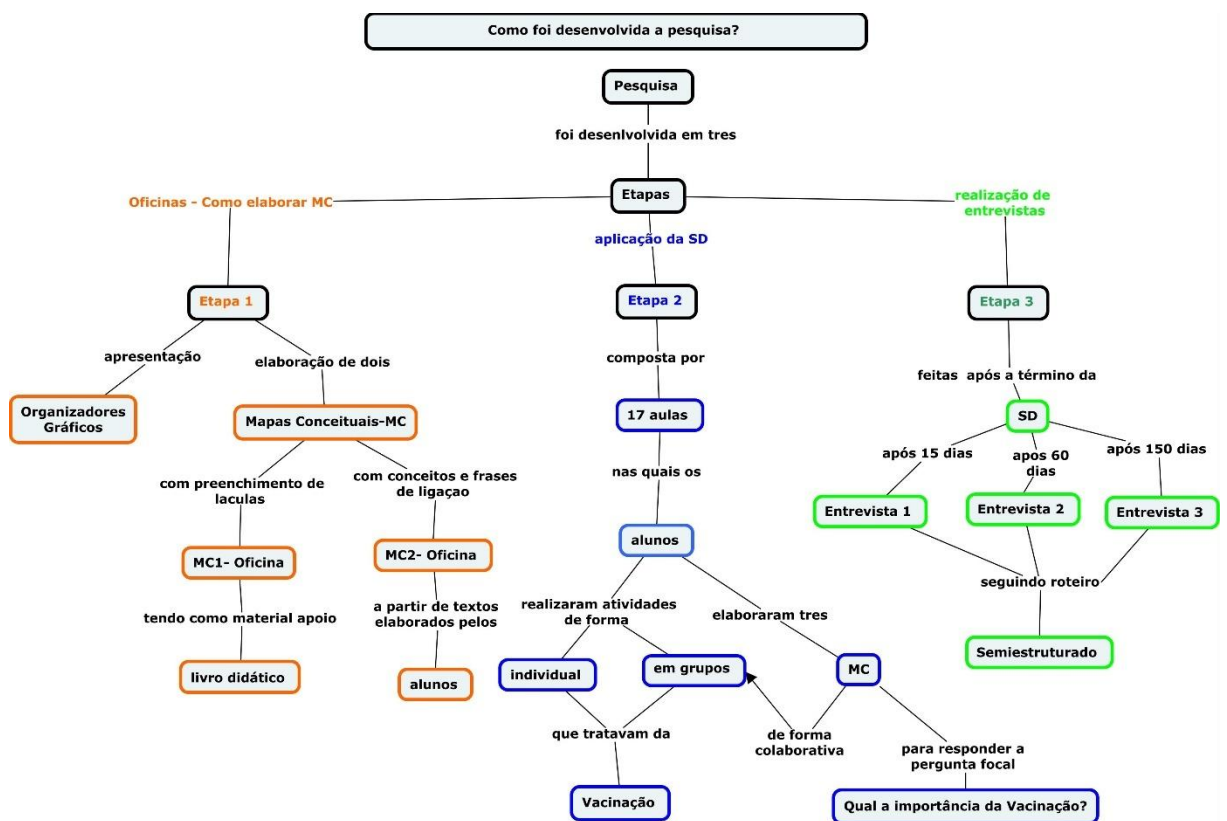 Como foi desenvolvida a pesquisa?
Pesquisa
foi desenlvolvida em tres
Etapas
Oficinas - Como elaborar MC
aplicação da SD
realização de
entrevistas
Etapa 1
Etapa 2
Etapa 3
apresentação
elaboração de dois
composta por
feitas após a término da
Organizadores
Gráficos
Mapas Conceituais-MC
17 aulas
SD
após 15 dias
apos 60
dias
após 150 dias
com preenchimento de
laculas
com conceitos e frases
de ligaçao
nas quais os
Entrevista 1
Entrevista 2
Entrevista 3
MC1- Oficina
MC2- Oficina
alunos
seguindo roteiro
tendo como material apoio
a partir de textos
elaborados pelos
realizaram atividades
de forma
elaboraram tres
Semiestruturado
livro didático
alunos
individual
em grupos
MC
que tratavam da
de forma
colaborativa
para responder a
pergunta focal
Vacinação
Qual a importância da Vacinação?